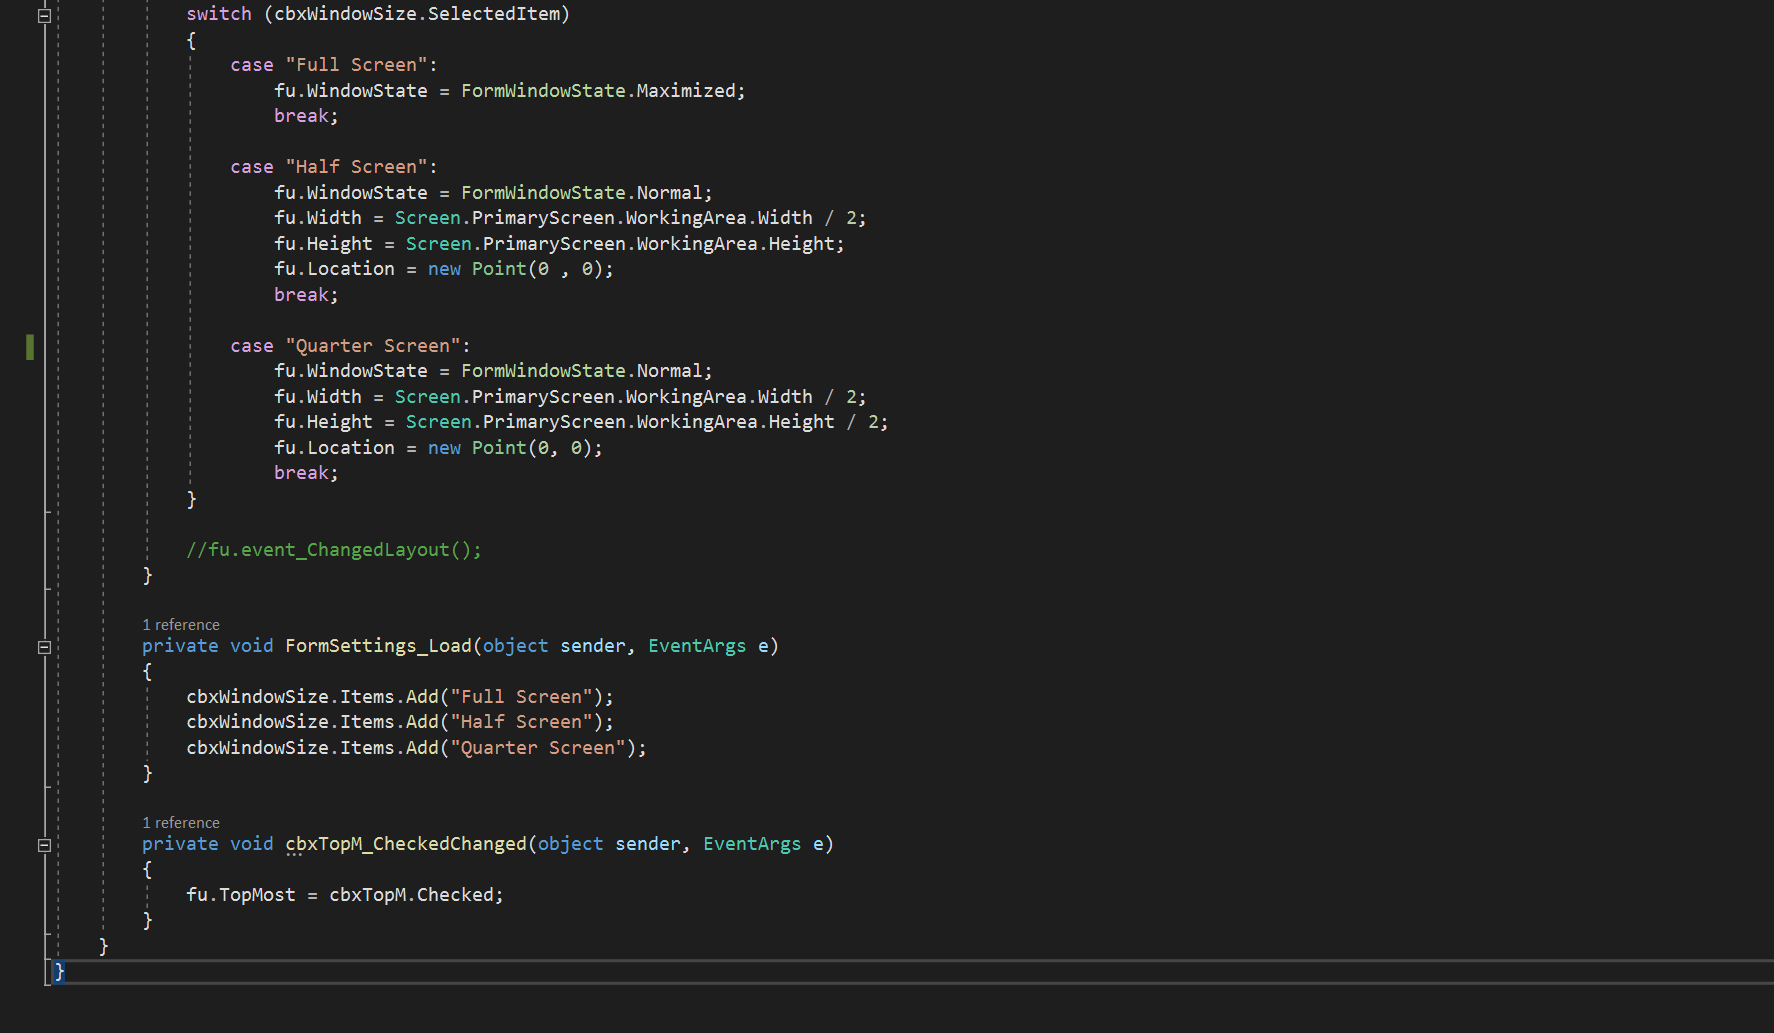 switch (cbxWindowSize.SelectedItem)
{
case "Full Screen":
fu.WindowState = FormWindowState.Maximized;
break;
case "Half Screen":
fu.WindowState = FormWindowState.Normal;
fu.Width = Screen.PrimaryScreen.WorkingArea.Width / 2;
fu.Height = Screen.PrimaryScreen.WorkingArea.Height;
fu.Location = new Point(0 , 0);
break;
case "Quarter Screen":
fu.WindowState = FormWindowState.Normal;
fu.Width = Screen.PrimaryScreen.WorkingArea.Width / 2;
fu.Height = Screen.PrimaryScreen.WorkingArea.Height / 2;
fu.Location = new Point(0, 0);
break;
}
//fu.event_ChangedLayout();
}
1 reference
private void FormSettings_Load(object sender, EventArgs e)
{
cbxWindowSize.Items.Add("Full Screen");
cbxWindowSize.Items.Add("Half Screen");
cbxWindowSize.Items.Add("Quarter Screen");
}
1 reference
private void cbxTopM_CheckedChanged(object sender, EventArgs e)
{
fu.TopMost = cbxTopM.Checked;
}
}
}